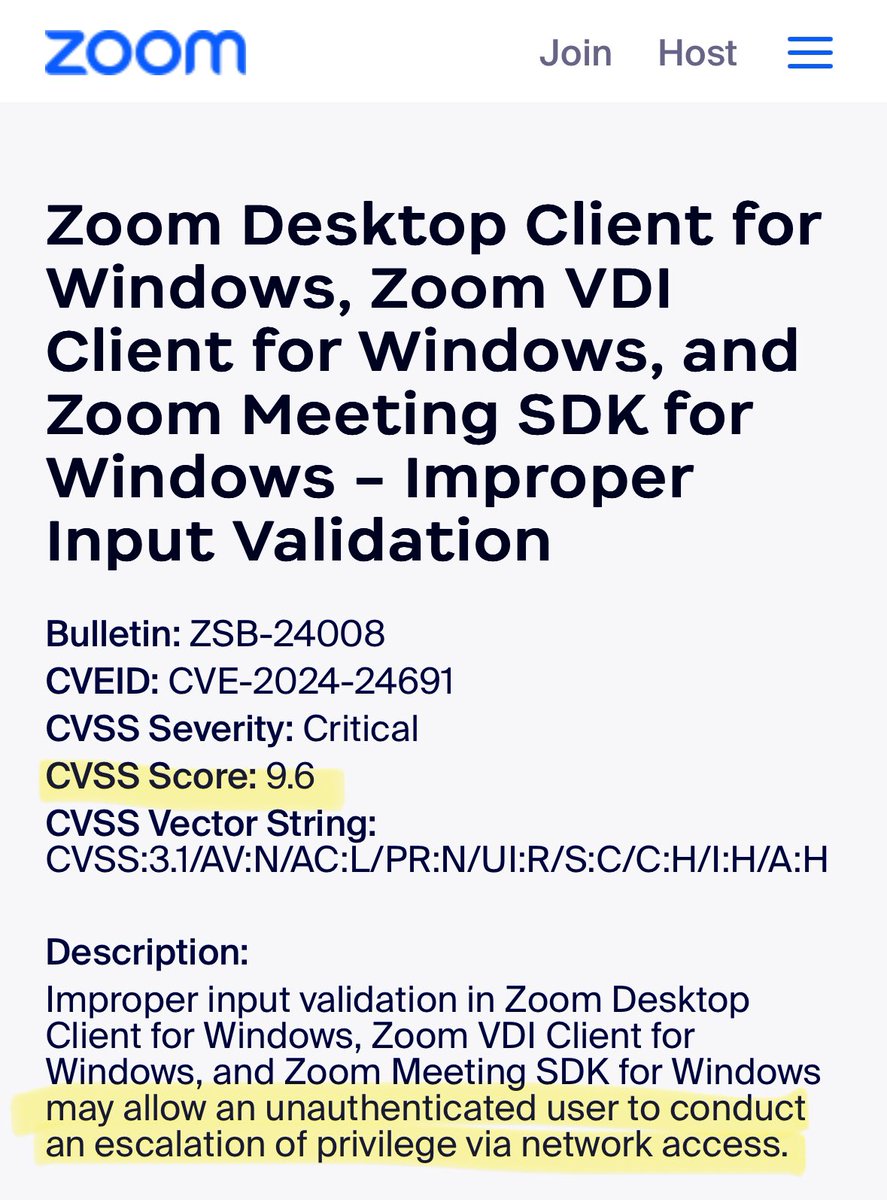 zoom
Join Host
Zoom Desktop Client for
Windows, Zoom VDI
Client for Windows, and
Zoom Meeting SDK for
Windows – Improper
Input Validation
Bulletin: ZSB-24008
CVEID: CVE-2024-24691
CVSS Severity: Critical
CVSS Score: 9.6
CVSS Vector String:
CVSS:3.1/AV:N/AC:L/PR:N/UI:R/S:C/C:H/I:H/A:H
Description:
Improper input validation in Zoom Desktop
Client for Windows, Zoom VDI Client for
Windows, and Zoom Meeting SDK for Windows
may allow an unauthenticated user to conduct
an escalation of privilege via network access.